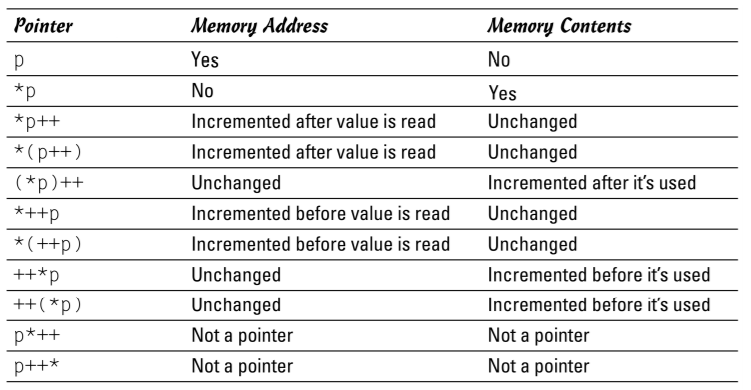 Pointer Memory Address Memory Contents
p Yes No
*p No Yes
*p++ Incremented after value is read Unchanged
*(p++) Incremented after value is read Unchanged
(*p)++ Unchanged Incremented after it's used
*++p Incremented before value is read Unchanged
*(++p) Incremented before value is read Unchanged
++*p Unchanged Incremented before it's used
++(*p) Unchanged Incremented before it's used
p*++ Not a pointer Not a pointer
p++* Not a pointer Not a pointer